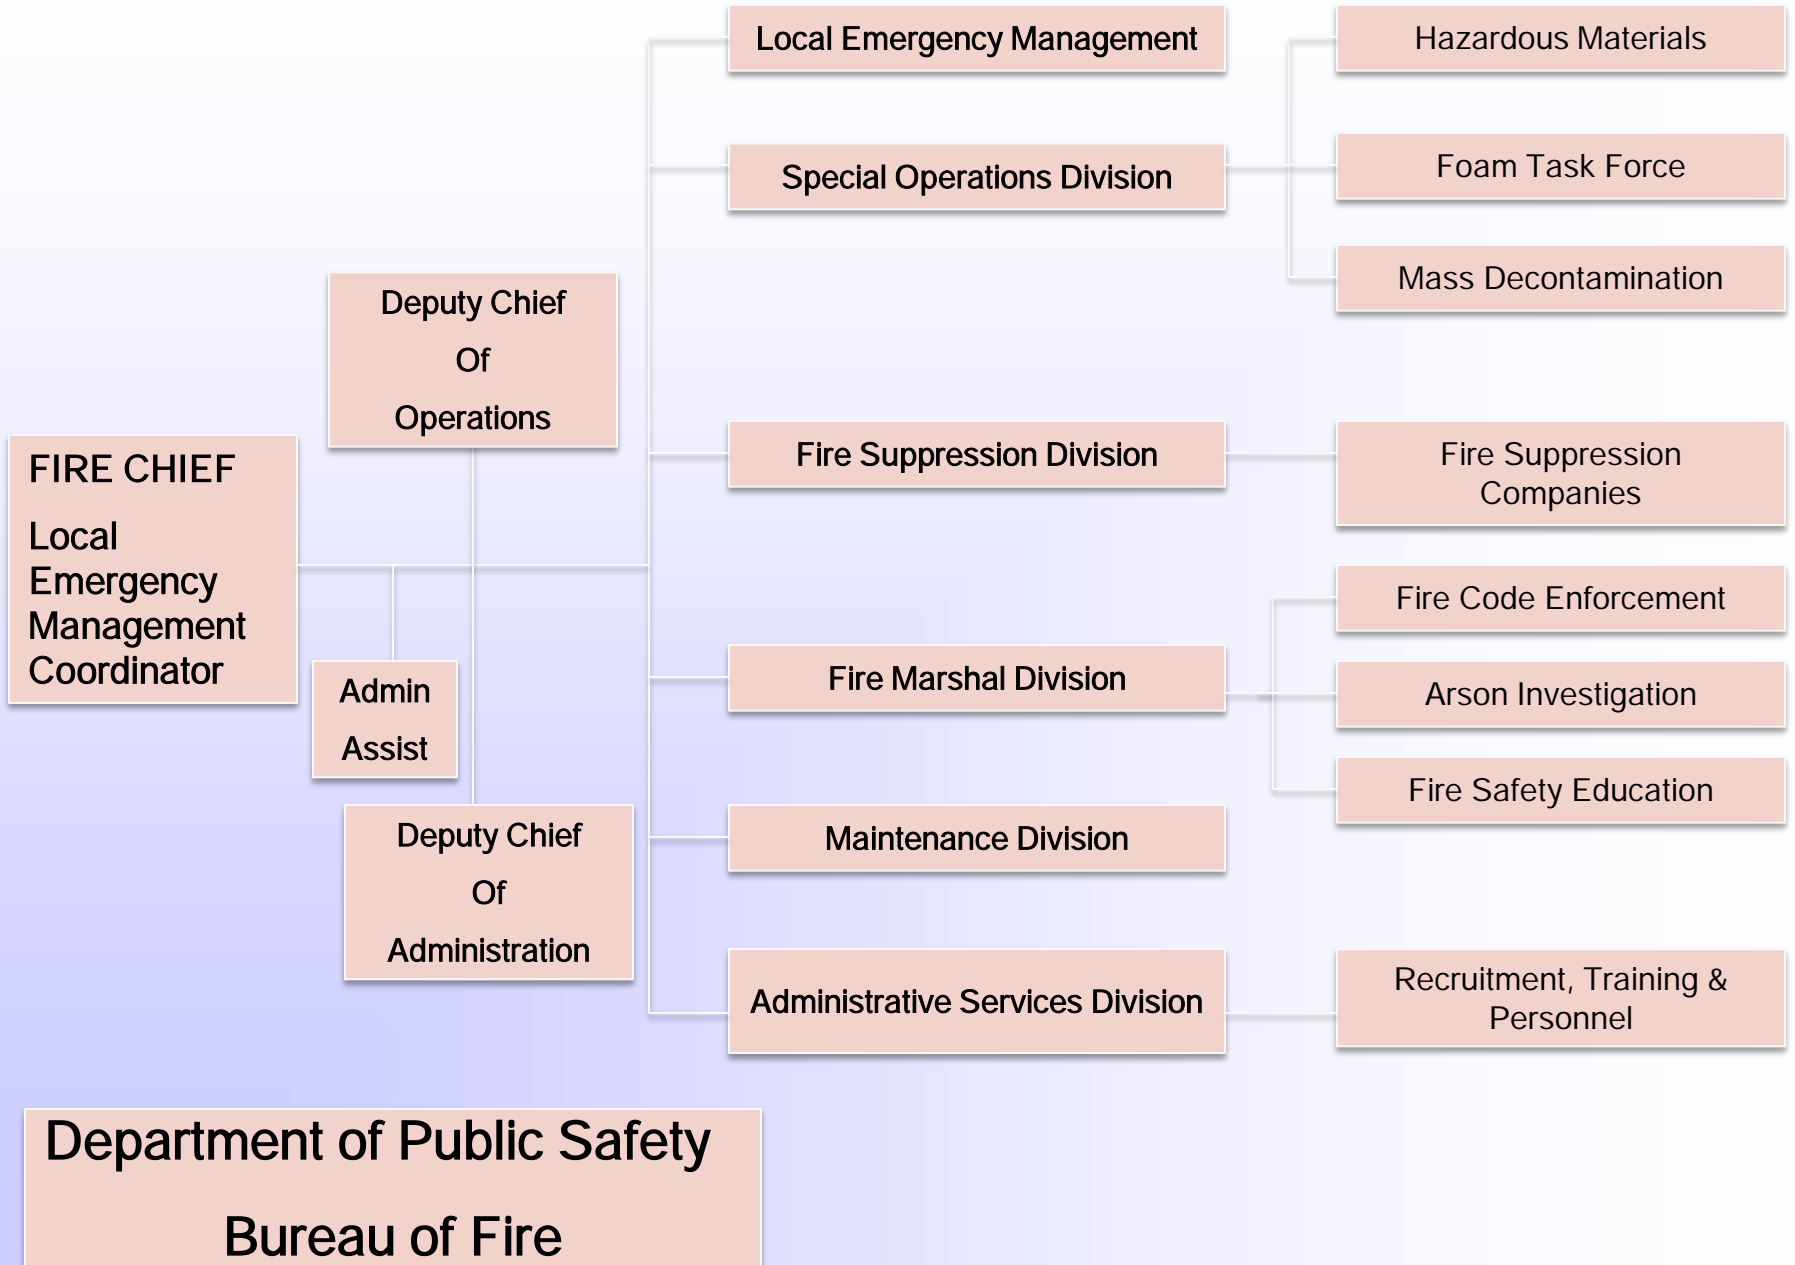 Local Emergency Management
Hazardous Materials
Special Operations Division
Foam Task Force
Mass Decontamination
Deputy Chief
Of
Operations
FIRE CHIEF
Local
Emergency
Management
Coordinator
Fire Suppression Division
Fire Suppression
Companies
Fire Code Enforcement
Admin
Assist
Fire Marshal Division
Arson Investigation
Fire Safety Education
Deputy Chief
Of
Administration
Maintenance Division
Administrative Services Division
Recruitment, Training &
Personnel
Department of Public Safety
Bureau of Fire